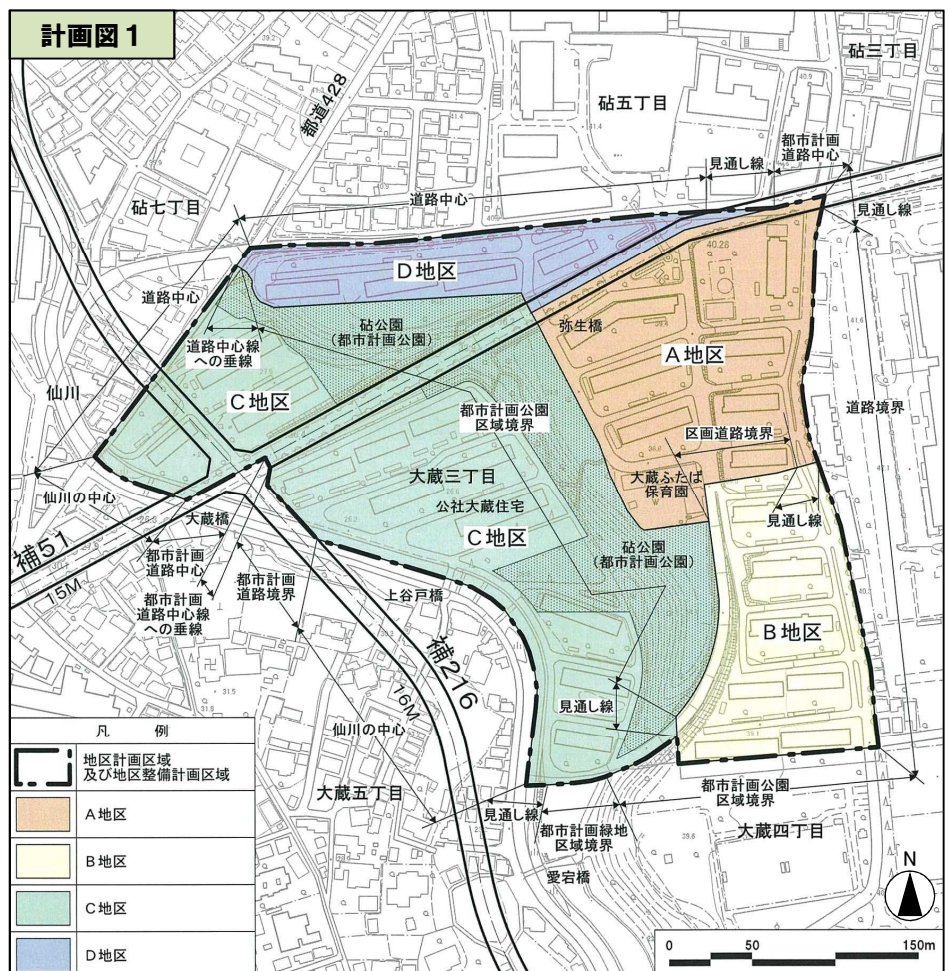 計画図1
砧三丁目
砧五丁目
都道428
都市計画
道路中心
見通し線
道路中心
砧七丁目
見通し線
40.28
D地区
道路中心
砧公園
(都市計画公園)
弥生橋
道路中心線
への垂線
A地区
仙川
C地区
都市計画公園
区域境界
道路境界
区画道路境界
大蔵三丁目
大蔵ふたば
保育園
仙川の中心
公社大蔵住宅
大蔵橋
C地区
見通し線
補51
15M
都市計画
道路中心
都市計画
道路境界
砧公園
(都市計画公園)
都市計画
道路中心線
への垂線
上谷戸橋
B地区
補216
16M
見通し線
仙川の中心
凡 例
地区計画区域
及び地区整備計画区域
A地区
B地区
C地区
D地区
大蔵五丁目
見通し線
都市計画緑地
区域境界
都市計画公園
区域境界
大蔵四丁目
愛宕橋
N
0 50 150m